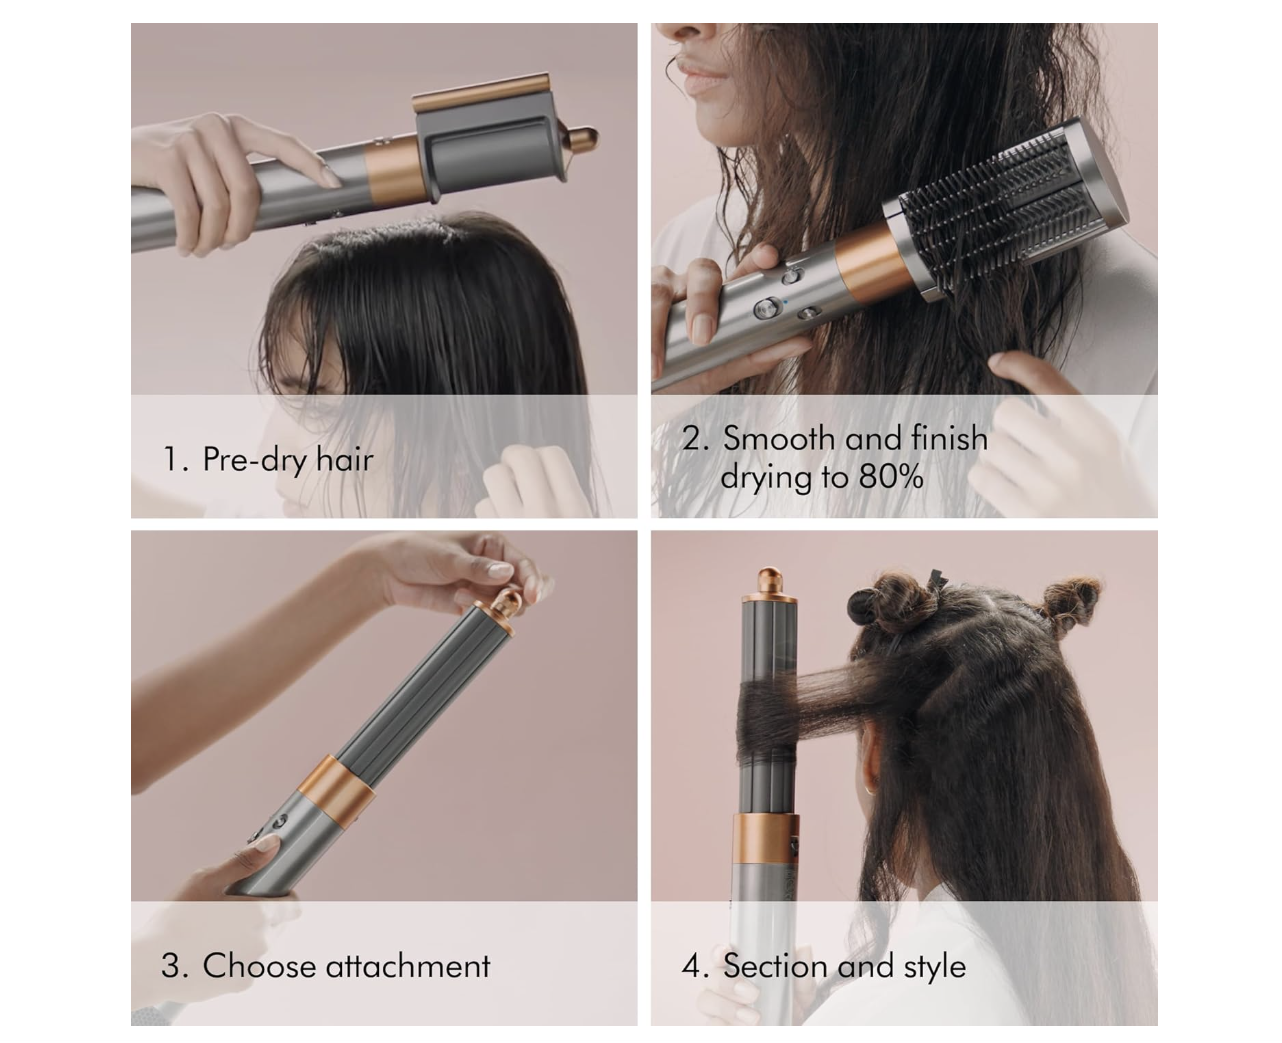 1. Pre-dry hair
2. Smooth and finish
drying to 80%
3. Choose attachment
4. Section and style